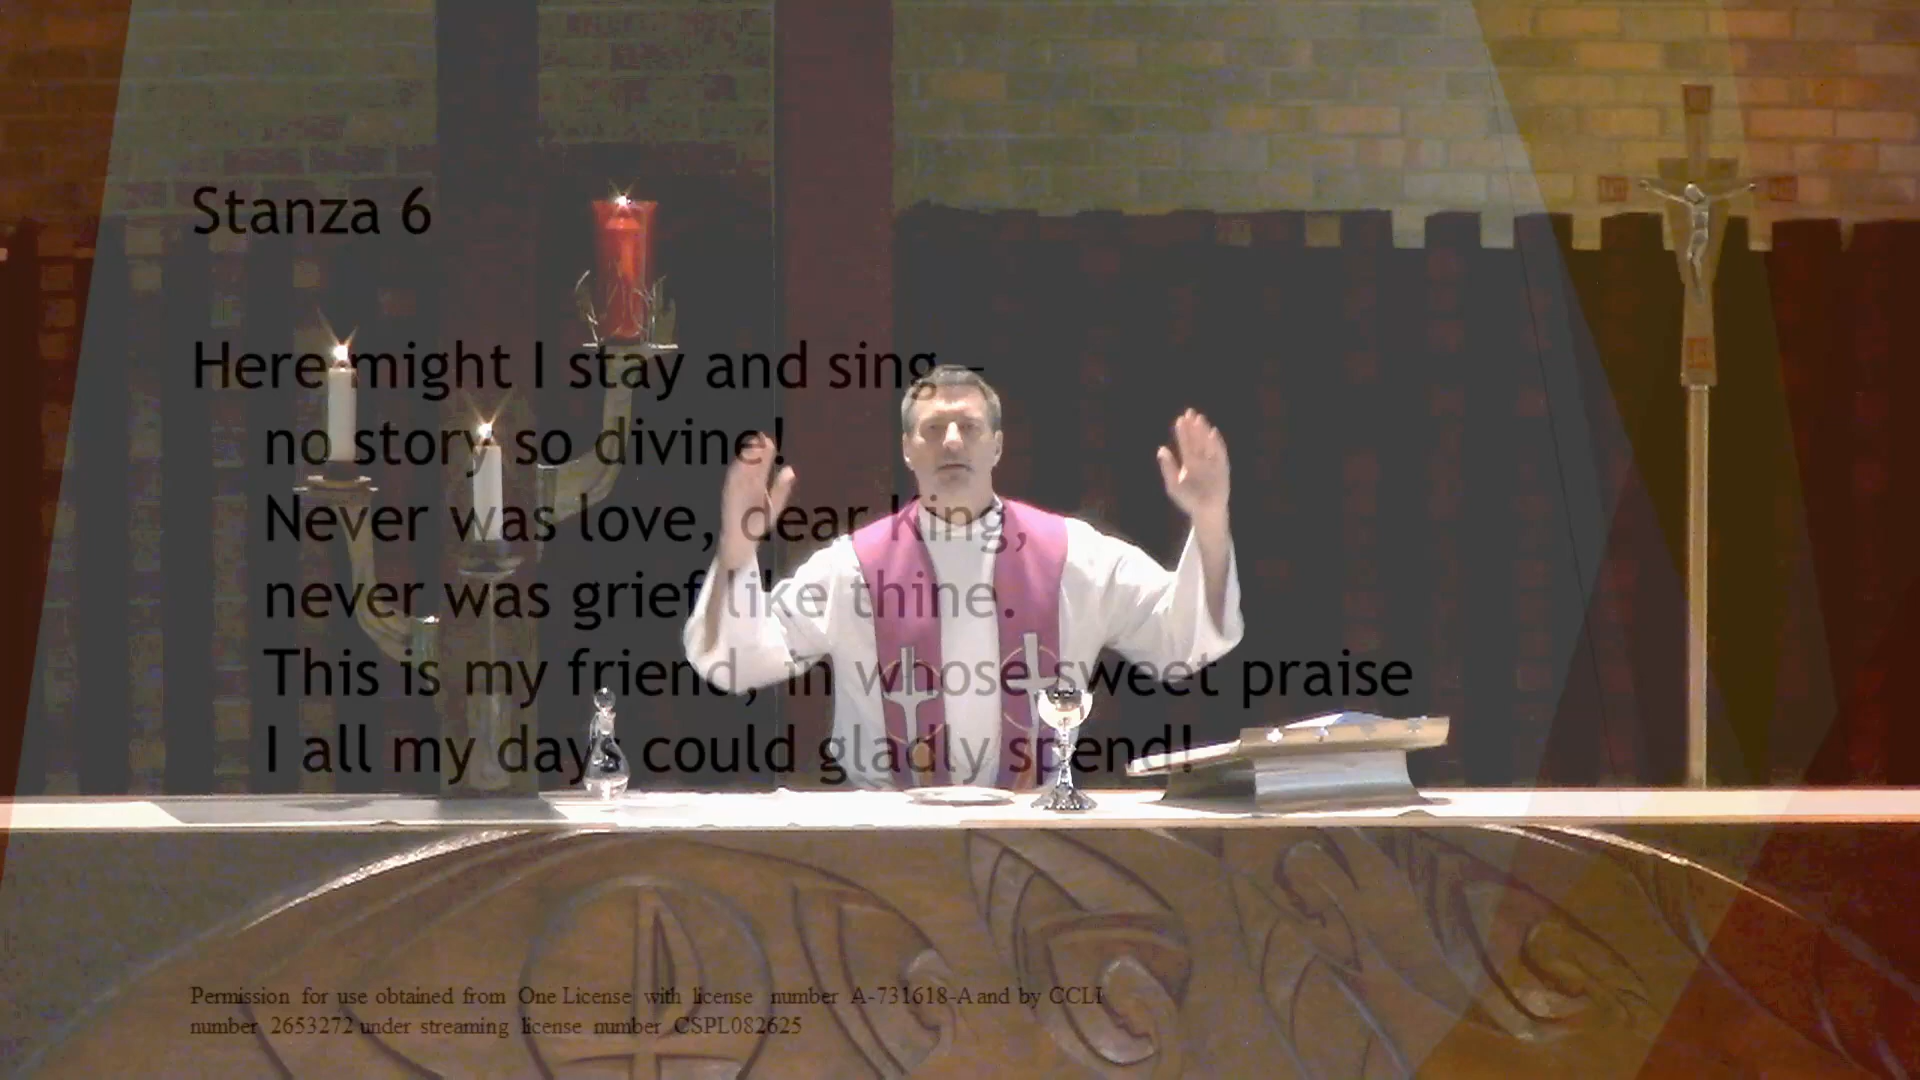 Stanza 6
Here might I stay and sing –
no story so divine!
Never was love, dear King,
never was grief like thine.
This is my friend, in whose sweet praise
I all my days could gladly spend!
Permission for use obtained from One License with license number A-731618-A and by CCLI
number 2653272 under streaming license number CSPL082625